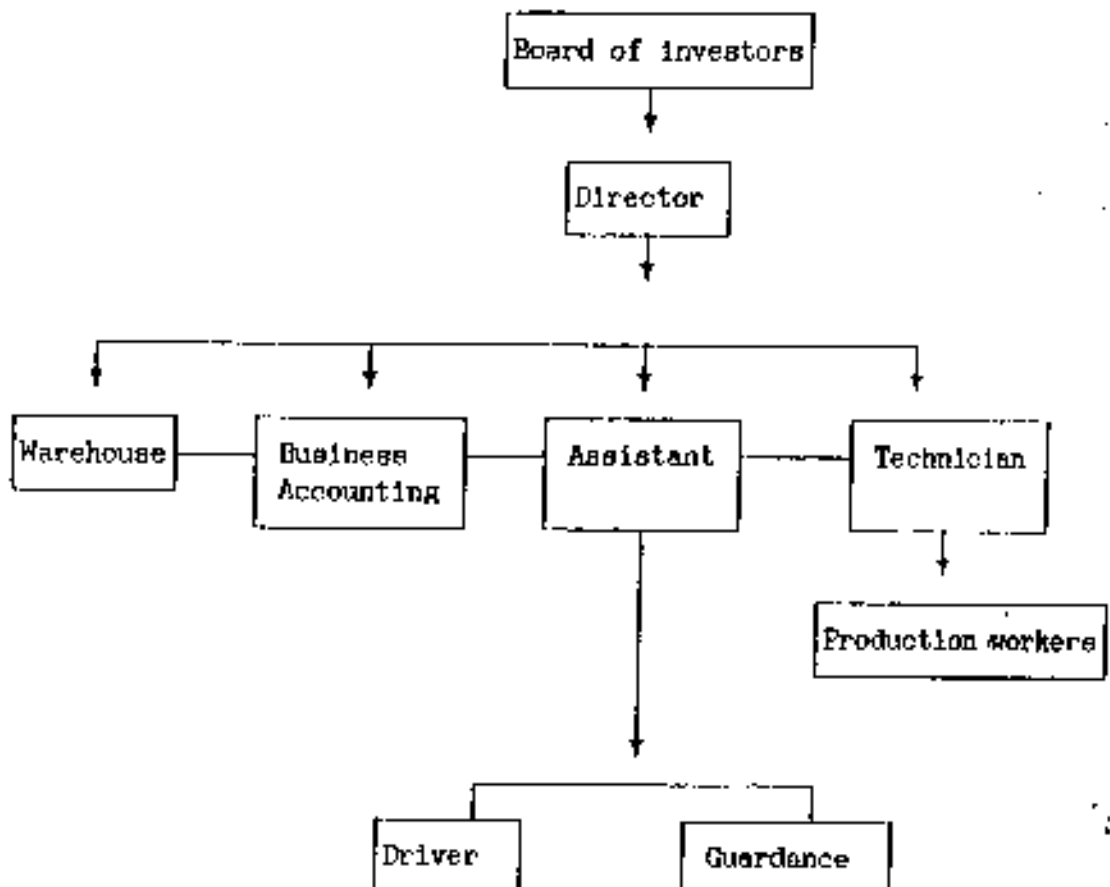 Board of investors
Director
Warehouse
Business
Accounting
Assistant
Technician
Production workers
Driver
Guardance